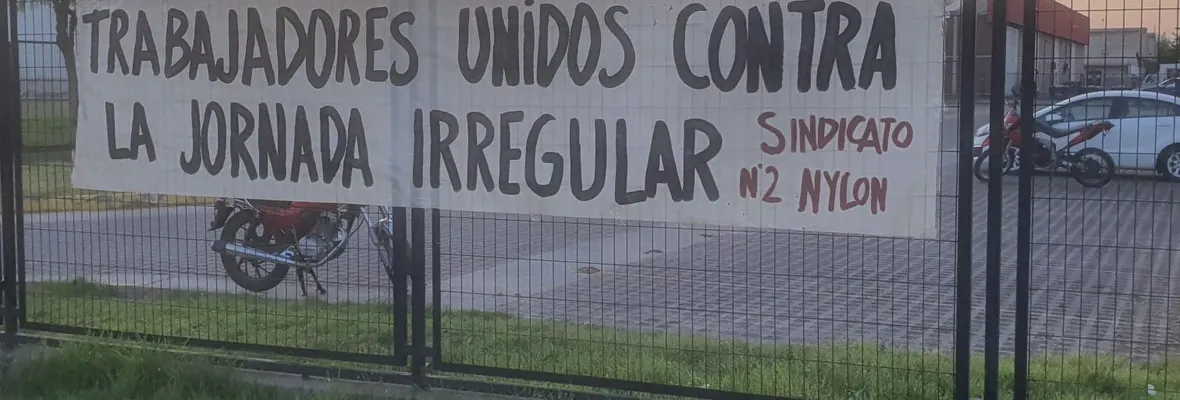 TRABAJADORES UNIDOS CONTRA
LA JORNADA IRREGULAR
SINDICATO
N°2 NYLON